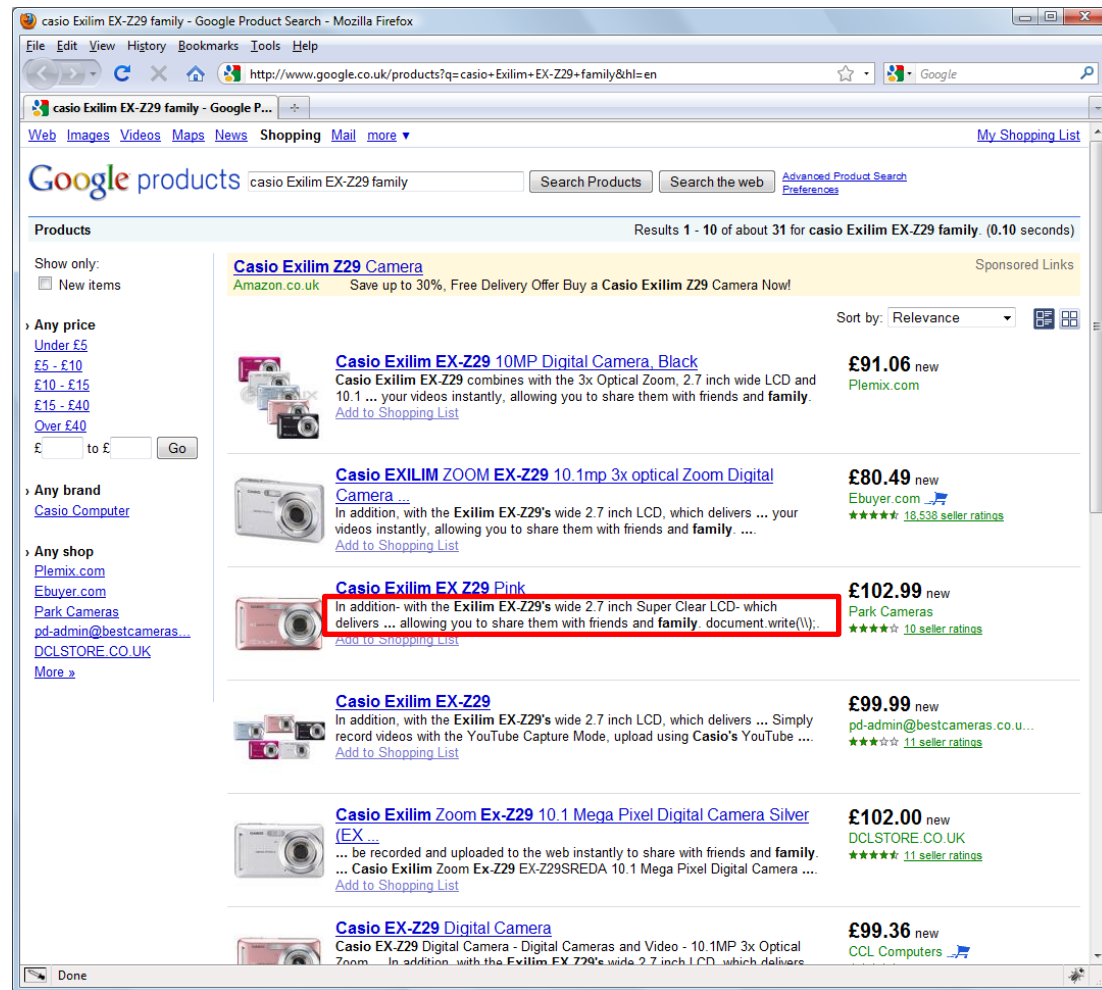 casio Exilim EX-Z29 family - Google Product Search - Mozilla Firefox
File Edit View History Bookmarks Tools Help
http://www.google.co.uk/products?q=casio+Exilim+EX-Z29+family&hl=en
Google
casio Exilim EX-Z29 family - Google P...
Web Images Videos Maps News Shopping Mail more ▼ My Shopping List
Google products casio Exilim EX-Z29 family Search Products Search the web Advanced Product Search
Preferences
Products Results 1 - 10 of about 31 for casio Exilim EX-Z29 family. (0.10 seconds)
Show only:
New items
› Any price
Under £5
£5 - £10
£10 - £15
£15 - £40
Over £40
£ to £ Go
› Any brand
Casio Computer
› Any shop
Plemix.com
Ebuyer.com
Park Cameras
pd-admin@bestcameras...
DCLSTORE.CO.UK
More »
Casio Exilim Z29 Camera Sponsored Links
Amazon.co.uk Save up to 30%, Free Delivery Offer Buy a Casio Exilim Z29 Camera Now!
Sort by: Relevance
Casio Exilim EX-Z29 10MP Digital Camera, Black
Casio Exilim EX-Z29 combines with the 3x Optical Zoom, 2.7 inch wide LCD and
10.1 ... your videos instantly, allowing you to share them with friends and family.
Add to Shopping List
£91.06 new
Plemix.com
Casio EXILIM ZOOM EX-Z29 10.1mp 3x optical Zoom Digital
Camera ...
In addition, with the Exilim EX-Z29's wide 2.7 inch LCD, which delivers ... your
videos instantly, allowing you to share them with friends and family. ....
Add to Shopping List
£80.49 new
Ebuyer.com
18,538 seller ratings
Casio Exilim EX Z29 Pink
In addition- with the Exilim EX-Z29's wide 2.7 inch Super Clear LCD- which
delivers ... allowing you to share them with friends and family. document.write(\\);.
Add to Shopping List
£102.99 new
Park Cameras
10 seller ratings
Casio Exilim EX-Z29
In addition, with the Exilim EX-Z29's wide 2.7 inch LCD, which delivers ... Simply
record videos with the YouTube Capture Mode, upload using Casio's YouTube ....
Add to Shopping List
£99.99 new
pd-admin@bestcameras.co.u...
11 seller ratings
Casio Exilim Zoom Ex-Z29 10.1 Mega Pixel Digital Camera Silver
(EX ...
... be recorded and uploaded to the web instantly to share with friends and family.
... Casio Exilim Zoom Ex-Z29 EX-Z29SREDA 10.1 Mega Pixel Digital Camera ....
Add to Shopping List
£102.00 new
DCLSTORE.CO.UK
11 seller ratings
Casio EX-Z29 Digital Camera
Casio EX-Z29 Digital Camera - Digital Cameras and Video - 10.1MP 3x Optical
Zoom ... In addition, with the Exilim EX-Z29's wide 2.7 inch LCD, which delivers
£99.36 new
CCL Computers
Done